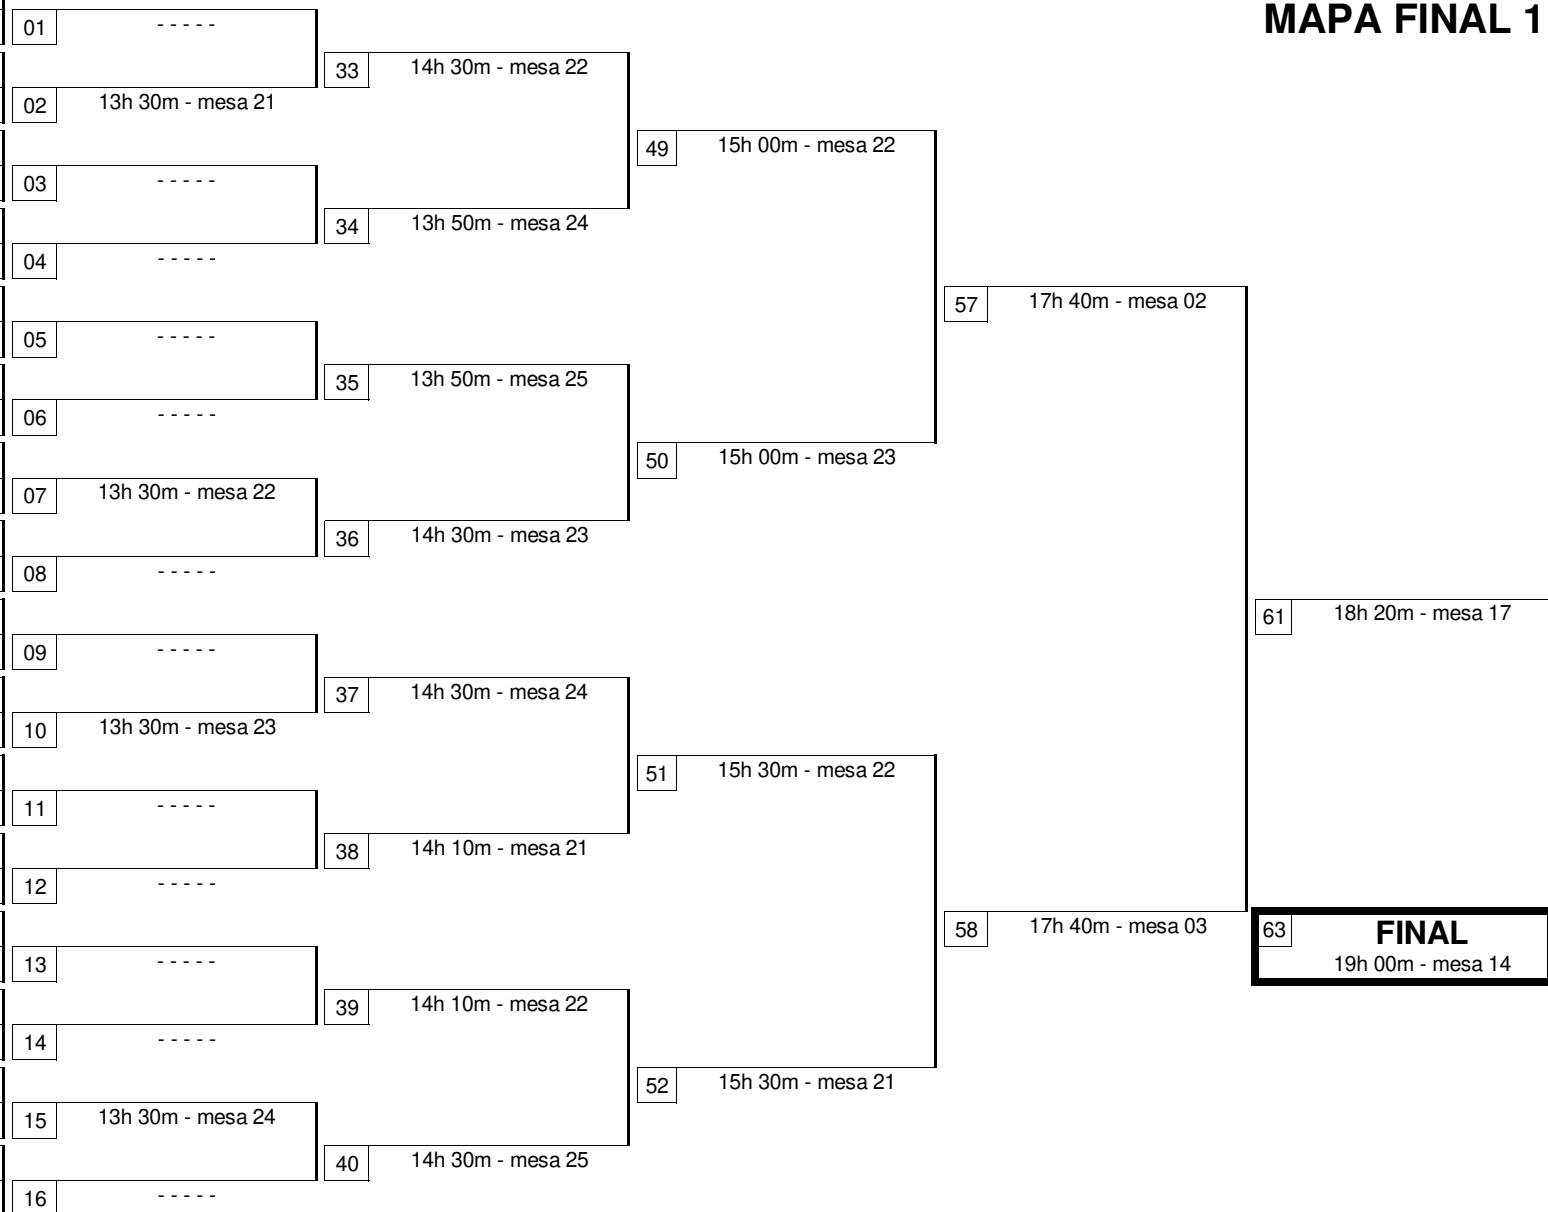 MAPA FINAL 1
01 - - - - -
33 14h 30m - mesa 22
02 13h 30m - mesa 21
49 15h 00m - mesa 22
03 - - - - -
34 13h 50m - mesa 24
04 - - - - -
57 17h 40m - mesa 02
05 - - - - -
35 13h 50m - mesa 25
06 - - - - -
50 15h 00m - mesa 23
07 13h 30m - mesa 22
36 14h 30m - mesa 23
08 - - - - -
61 18h 20m - mesa 17
09 - - - - -
37 14h 30m - mesa 24
10 13h 30m - mesa 23
51 15h 30m - mesa 22
11 - - - - -
38 14h 10m - mesa 21
12 - - - - -
58 17h 40m - mesa 03
63 FINAL
19h 00m - mesa 14
13 - - - - -
39 14h 10m - mesa 22
14 - - - - -
52 15h 30m - mesa 21
15 13h 30m - mesa 24
40 14h 30m - mesa 25
16 - - - - -